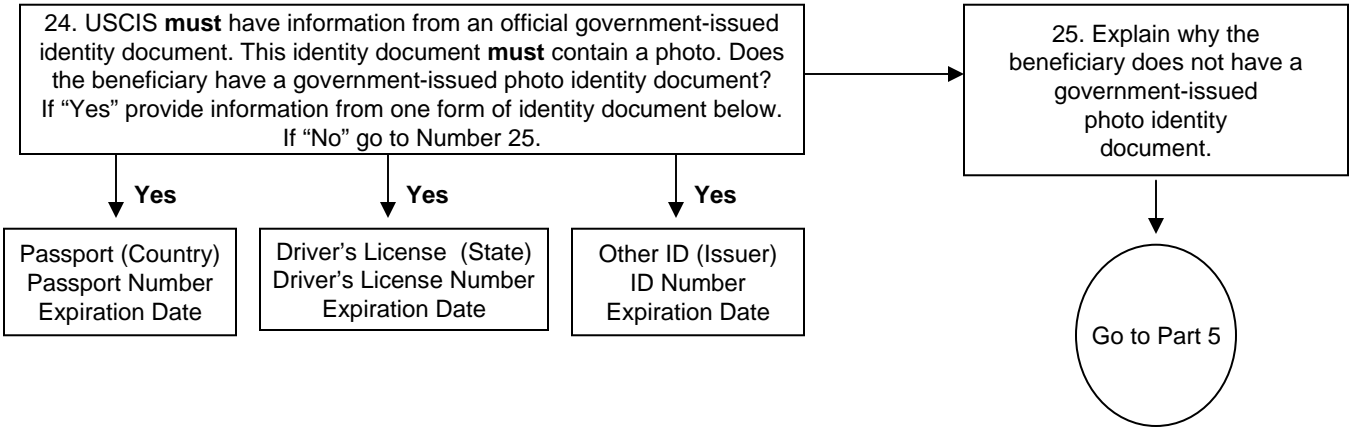 24. USCIS must have information from an official government-issued
identity document. This identity document must contain a photo. Does
the beneficiary have a government-issued photo identity document?
If “Yes” provide information from one form of identity document below.
If “No” go to Number 25.
25. Explain why the
beneficiary does not have a
government-issued
photo identity
document.
Yes
Yes
Yes
Passport (Country)
Passport Number
Expiration Date
Driver’s License (State)
Driver’s License Number
Expiration Date
Other ID (Issuer)
ID Number
Expiration Date
Go to Part 5